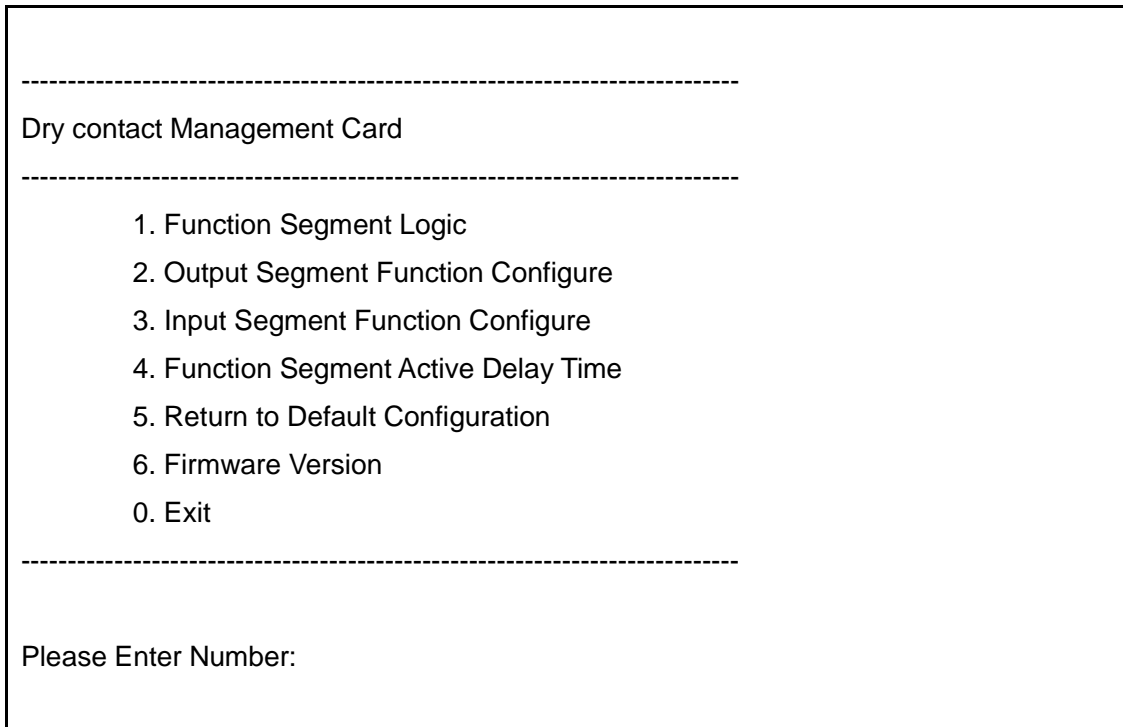 ------------------------------------------------------------------------------
Dry contact Management Card
------------------------------------------------------------------------------
1. Function Segment Logic
2. Output Segment Function Configure
3. Input Segment Function Configure
4. Function Segment Active Delay Time
5. Return to Default Configuration
6. Firmware Version
0. Exit
------------------------------------------------------------------------------
Please Enter Number: